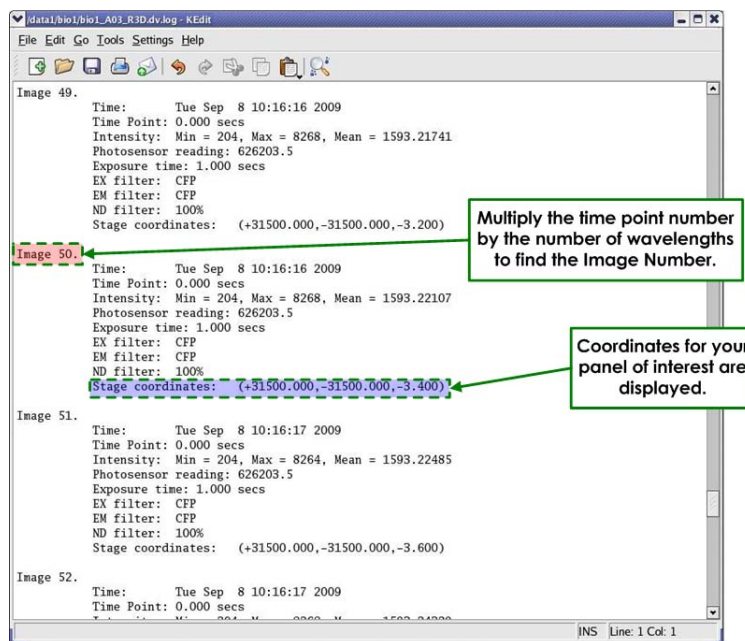 /data1/bio1/bio1_A03_R3D.dv.log - KEdit
File Edit Go Tools Settings Help
Image 49.
Time: Tue Sep 8 10:16:16 2009
Time Point: 0.000 secs
Intensity: Min = 204, Max = 8268, Mean = 1593.21741
Photosensor reading: 626203.5
Exposure time: 1.000 secs
EX filter: CFP
EM filter: CFP
ND filter: 100%
Stage coordinates: (+31500.000,-31500.000,-3.200)
Multiply the time point number
by the number of wavelengths
to find the Image Number.
Image 50.
Time: Tue Sep 8 10:16:16 2009
Time Point: 0.000 secs
Intensity: Min = 204, Max = 8268, Mean = 1593.22107
Photosensor reading: 626203.5
Exposure time: 1.000 secs
EX filter: CFP
EM filter: CFP
ND filter: 100%
Stage coordinates: (+31500.000,-31500.000,-3.400)
Coordinates for your
panel of interest are
displayed.
Image 51.
Time: Tue Sep 8 10:16:17 2009
Time Point: 0.000 secs
Intensity: Min = 204, Max = 8264, Mean = 1593.22485
Photosensor reading: 626203.5
Exposure time: 1.000 secs
EX filter: CFP
EM filter: CFP
ND filter: 100%
Stage coordinates: (+31500.000,-31500.000,-3.600)
Image 52.
Time: Tue Sep 8 10:16:17 2009
Time Point: 0.000 secs
INS Line: 1 Col: 1